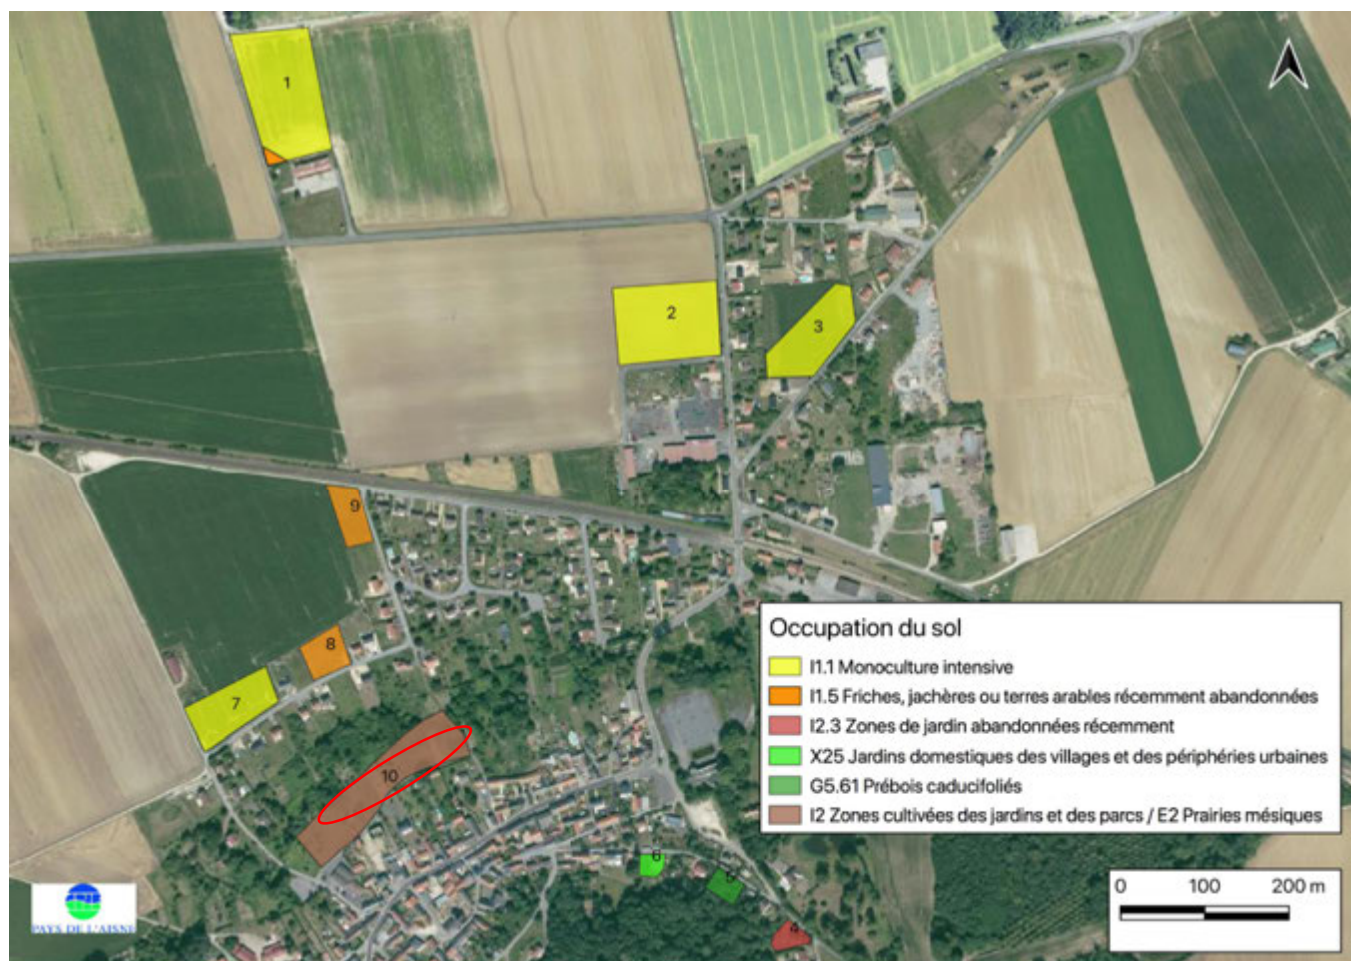 1
2
3
9
8
7
10
6
5
4
Occupation du sol
I1.1 Monoculture intensive
I1.5 Friches, jachères ou terres arables récemment abandonnées
I2.3 Zones de jardin abandonnées récemment
X25 Jardins domestiques des villages et des périphéries urbaines
G5.61 Prébois caducifoliés
I2 Zones cultivées des jardins et des parcs / E2 Prairies mésiques
0 100 200 m
PAYS DE L'AISNE